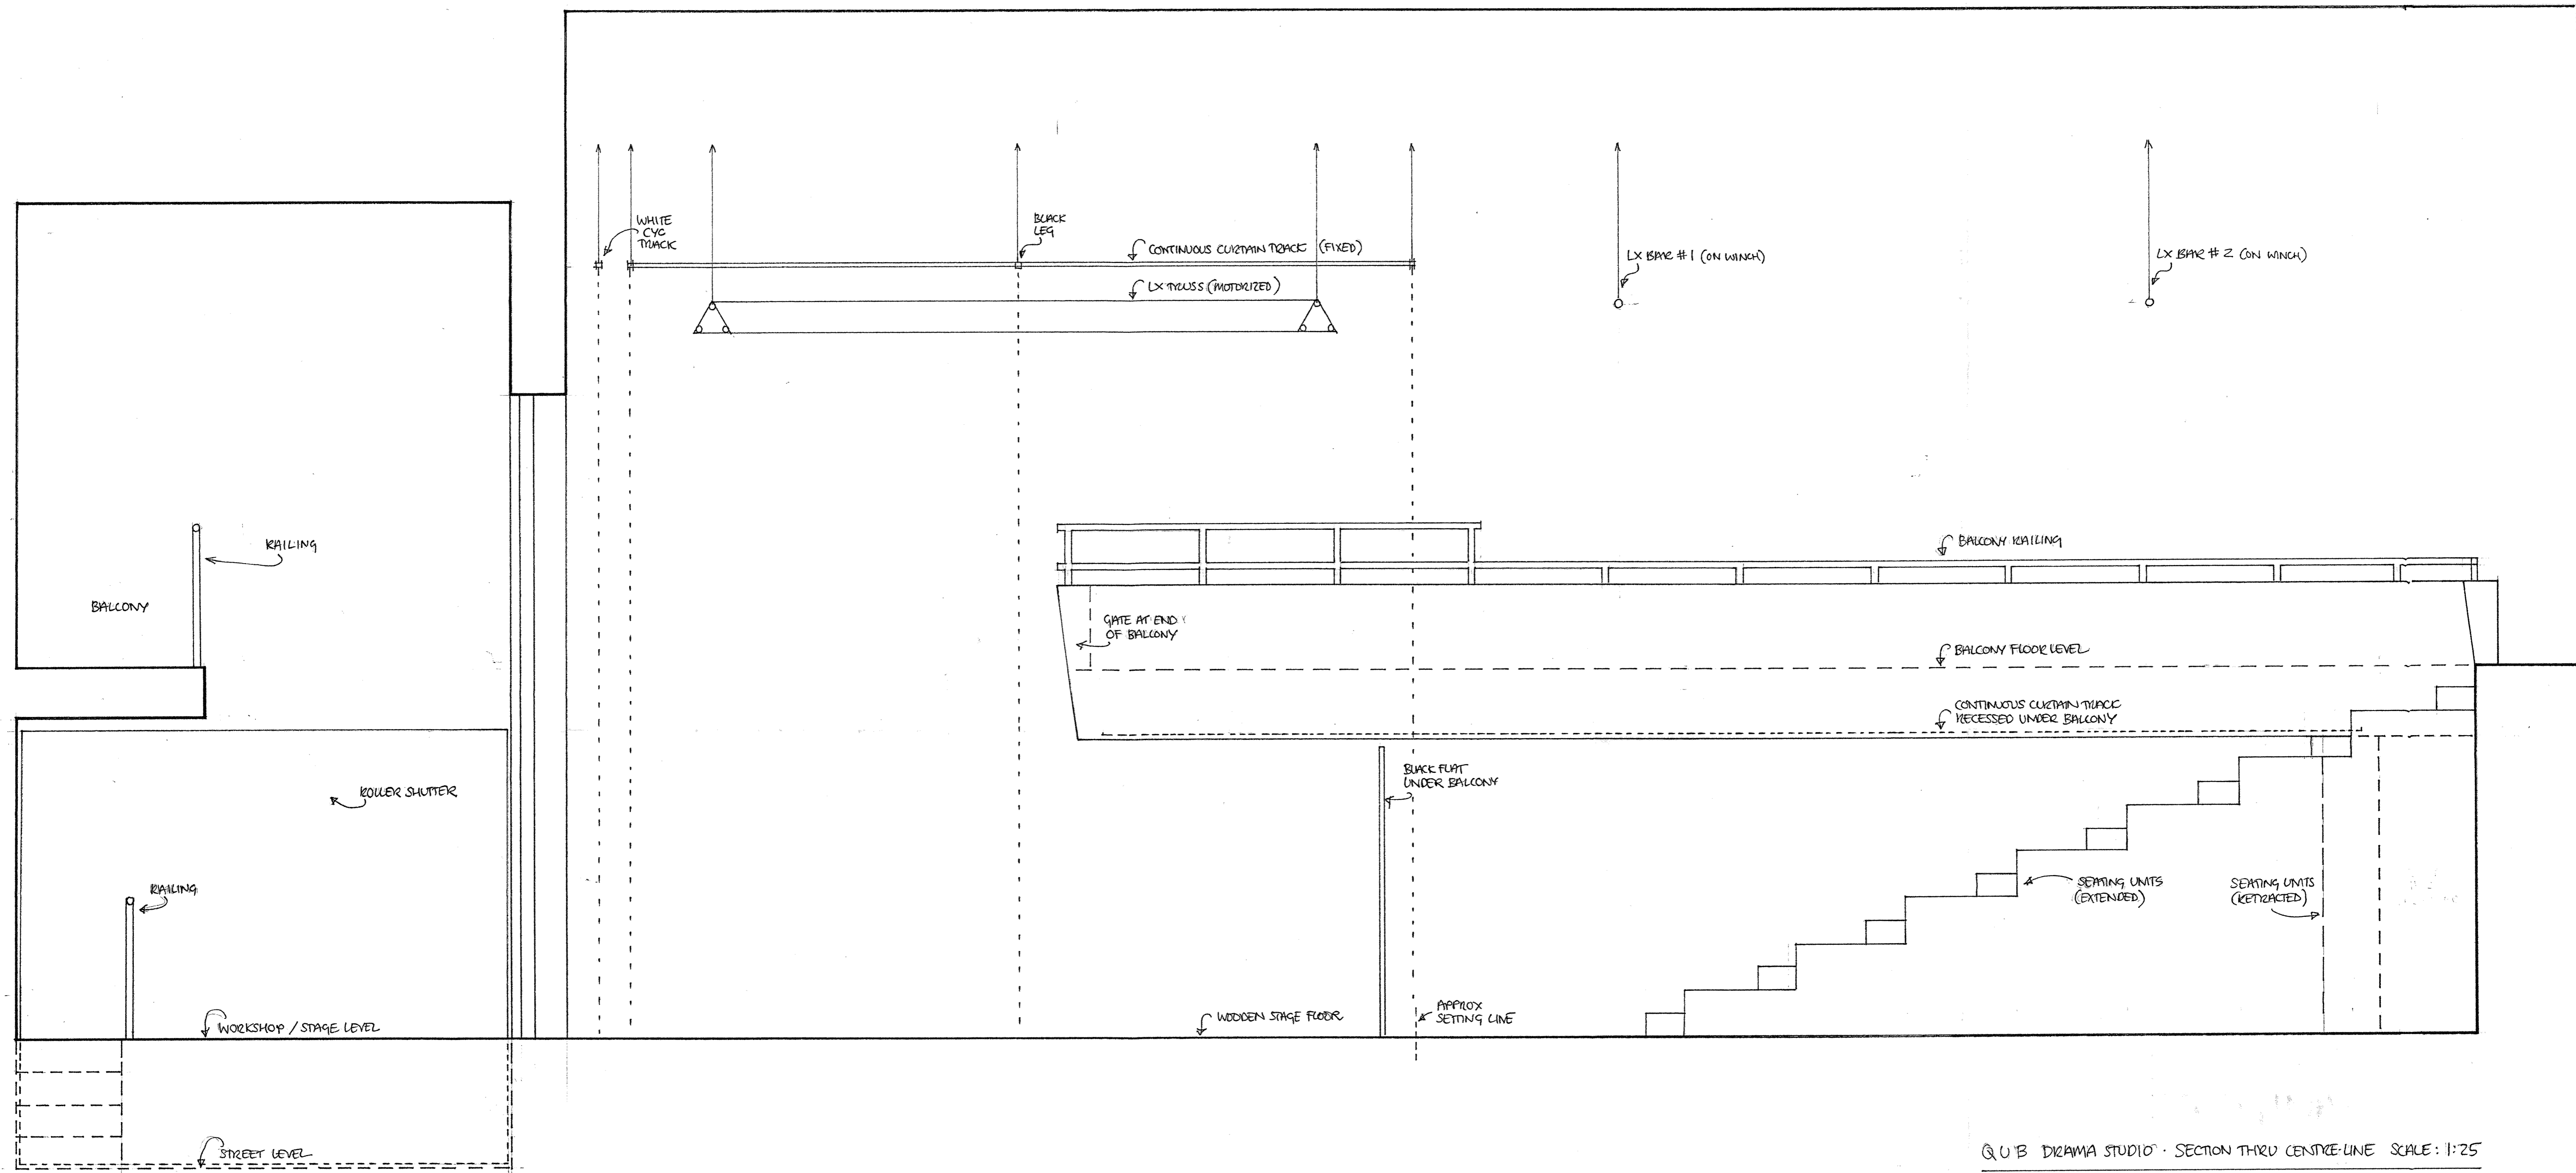 WHITE
CYC
TRACK
BLACK
LEG
CONTINUOUS CURTAIN TRACK (FIXED)
LX TRUSS (MOTORIZED)
LX BAR #1 (ON WINCH)
LX BAR #2 (ON WINCH)
RAILING
BALCONY
BALCONY RAILING
GATE AT END
OF BALCONY
BALCONY FLOOR LEVEL
CONTINUOUS CURTAIN TRACK
RECESSED UNDER BALCONY
BLACK FLAT
UNDER BALCONY
ROLLER SHUTTER
RAILING
SEATING UNITS
(EXTENDED)
SEATING UNITS
(RETRACTED)
WORKSHOP / STAGE LEVEL
WOODEN STAGE FLOOR
APPROX
SETTING LINE
STREET LEVEL
QUB DRAMA STUDIO · SECTION THRU CENTRE-LINE SCALE: 1:25